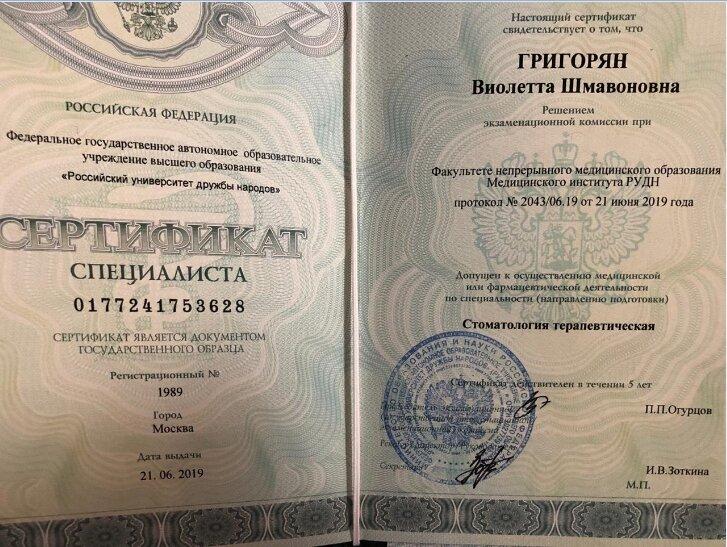 РОССИЙСКАЯ ФЕДЕРАЦИЯ
Федеральное государственное автономное образовательное
учреждение высшего образования
«Российский университет дружбы народов»
СЕРТИФИКАТ
СПЕЦИАЛИСТА
0177241753628
СЕРТИФИКАТ ЯВЛЯЕТСЯ ДОКУМЕНТОМ
ГОСУДАРСТВЕННОГО ОБРАЗЦА
Регистрационный №
1989
Город
Москва
Дата выдачи
21. 06. 2019
Настоящий сертификат
свидетельствует о том, что
ГРИГОРЯН
Виолетта Шмавоновна
Решением
экзаменационной комиссии при
Факультете непрерывного медицинского образования
Медицинского института РУДН
протокол № 2043/06.19 от 21 июня 2019 года
Допущен к осуществлению медицинской
или фармацевтической деятельности
по специальности (направлению подготовки)
Стоматология терапевтическая
Сертификат действителен в течении 5 лет
П.П.Огурцов
Секретарь
И.В.Зоткина
М.П.